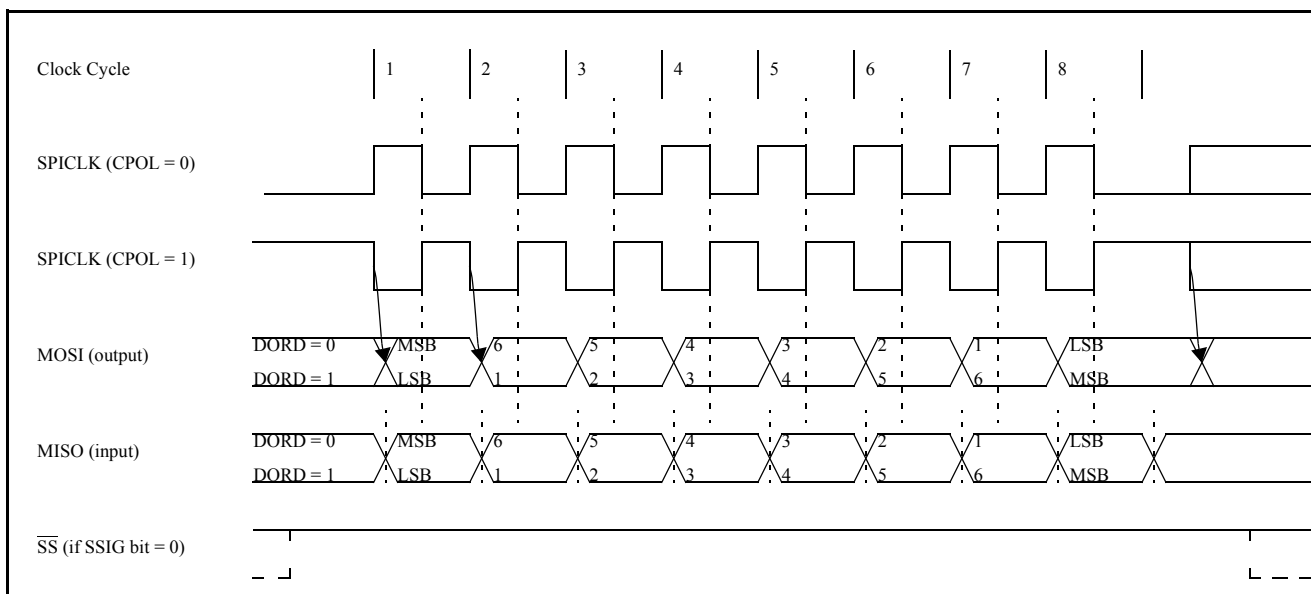 Clock Cycle 1 2 3 4 5 6 7 8
SPICLK (CPOL = 0)
SPICLK (CPOL = 1)
DORD = 0 MSB 6 5 4 3 2 1 LSB
MOSI (output)
DORD = 1 LSB 1 2 3 4 5 6 MSB
DORD = 0 MSB 6 5 4 3 2 1 LSB
MISO (input)
DORD = 1 LSB 1 2 3 4 5 6 MSB
SS (if SSIG bit = 0)